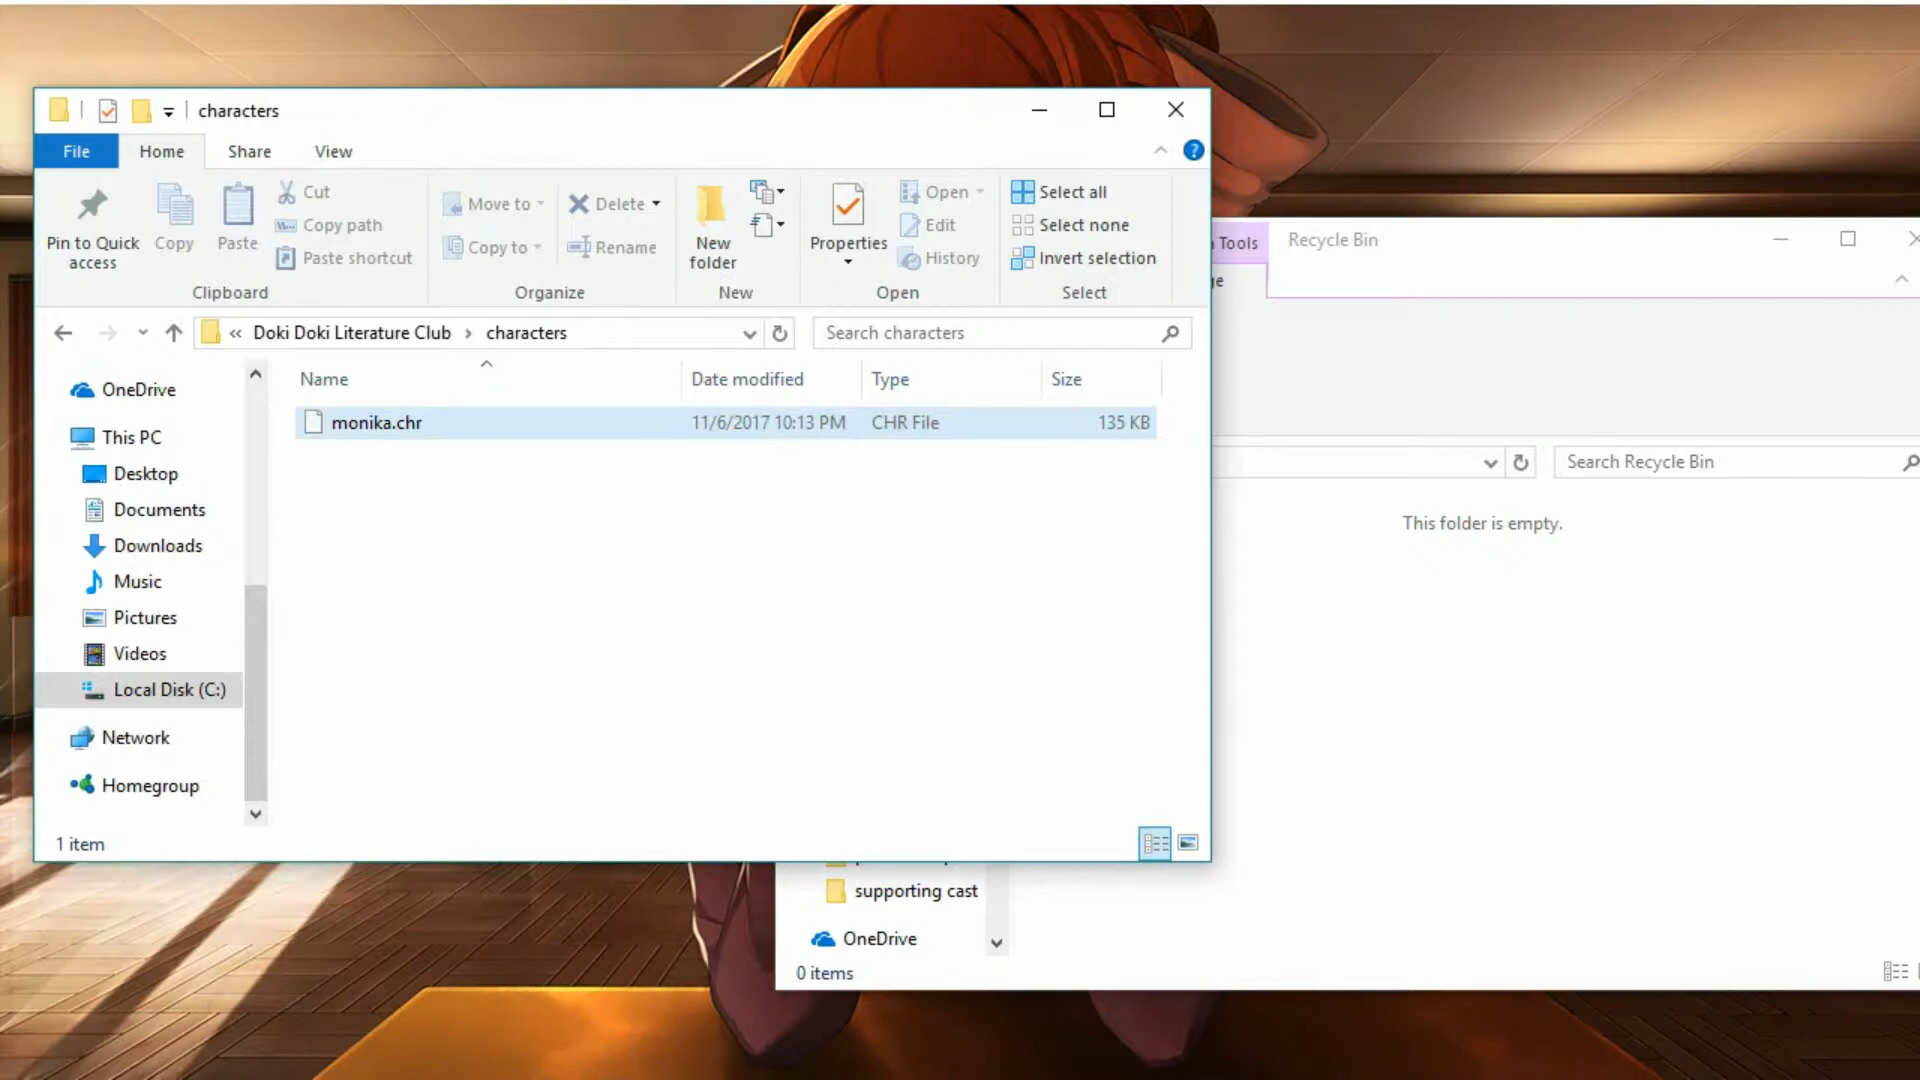 characters
File Home Share View
Pin to Quick access
Copy
Paste
Cut
Copy path
Paste shortcut
Clipboard
Move to
Copy to
Delete
Rename
Organize
New folder
New
Properties
Open
Edit
History
Open
Select all
Select none
Invert selection
Select
« Doki Doki Literature Club › characters
Search characters
Name Date modified Type Size
monika.chr 11/6/2017 10:13 PM CHR File 135 KB
OneDrive
This PC
Desktop
Documents
Downloads
Music
Pictures
Videos
Local Disk (C:)
Network
Homegroup
1 item
Tools Recycle Bin
Search Recycle Bin
This folder is empty.
supporting cast
OneDrive
0 items